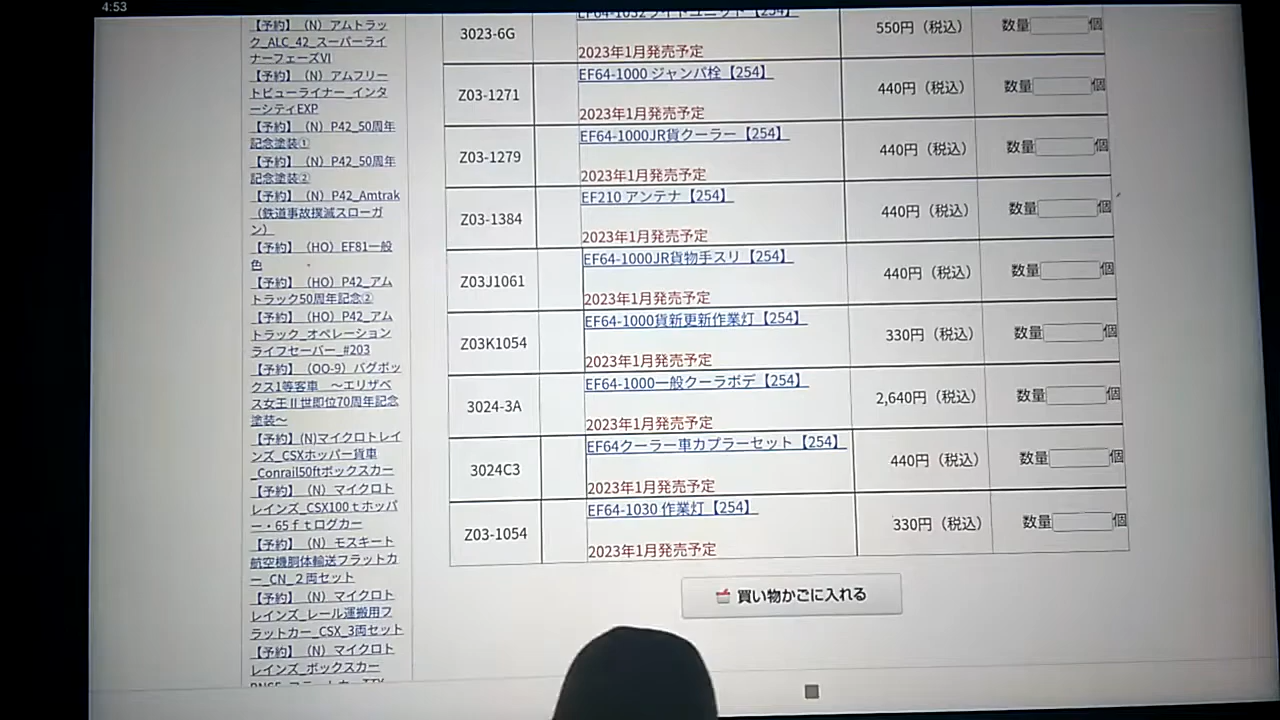 4:53
【予約】（N）アムトラッ
ク_ALC_42_スーパーライ
ナーフェーズⅥ
【予約】（N）アムフリー
トビューライナー_インタ
ーシティEXP
【予約】（N）P42_50周年
記念塗装①
【予約】（N）P42_50周年
記念塗装②
【予約】（N）P42_Amtrak
（鉄道事故撲滅スローガ
ン）
【予約】（HO）EF81一般
色
【予約】（HO）P42_アム
トラック50周年記念②
【予約】（HO）P42_アム
トラック_オペレーション
ライフセーバー_#203
【予約】（OO-9）バグボッ
クス1等客車　～エリザベ
ス女王Ⅱ世即位70周年記念
塗装～
【予約】(N)マイクロトレイ
ンズ_CSXホッパー貨車
_Conrail50ftボックスカー
【予約】（N）マイクロト
レインズ_CSX100ｔホッパ
ー・65ｆｔログカー
【予約】（N）モスキート
航空機胴体輸送フラットカ
ー_CN_２両セット
【予約】（N）マイクロト
レインズ_レール運搬用フ
ラットカー_CSX_3両セット
【予約】（N）マイクロト
レインズ_ボックスカー
3023-6G
EF64-1032ライトユニット【254】
2023年1月発売予定
550円（税込）
数量 個
Z03-1271
EF64-1000 ジャンパ栓【254】
2023年1月発売予定
440円（税込）
数量 個
Z03-1279
EF64-1000JR貨クーラー【254】
2023年1月発売予定
440円（税込）
数量 個
Z03-1384
EF210 アンテナ【254】
2023年1月発売予定
440円（税込）
数量 個
Z03J1061
EF64-1000JR貨物手スリ【254】
2023年1月発売予定
440円（税込）
数量 個
Z03K1054
EF64-1000貨新更新作業灯【254】
2023年1月発売予定
330円（税込）
数量 個
3024-3A
EF64-1000一般クーラボデ【254】
2023年1月発売予定
2,640円（税込）
数量 個
3024C3
EF64クーラー車カプラーセット【254】
2023年1月発売予定
440円（税込）
数量 個
Z03-1054
EF64-1030 作業灯【254】
2023年1月発売予定
330円（税込）
数量 個
買い物かごに入れる